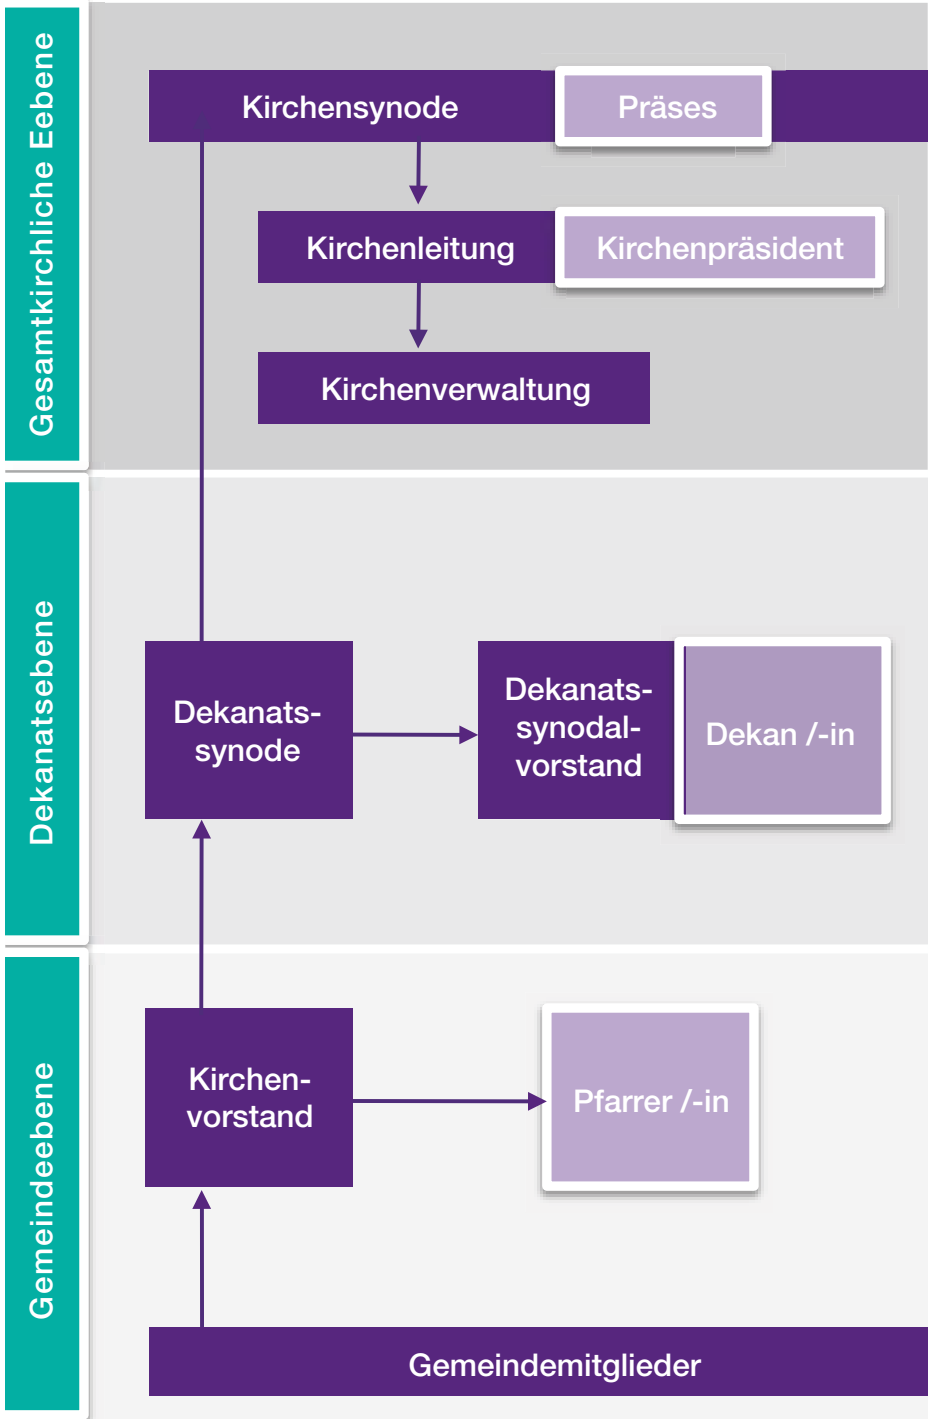 Gesamtkirchliche Eebene
Kirchensynode
Präses
Kirchenleitung
Kirchenpräsident
Kirchenverwaltung
Dekanatsebene
Dekanats-
synode
Dekanats-
synodal-
vorstand
Dekan /-in
Gemeindeebene
Kirchen-
vorstand
Pfarrer /-in
Gemeindemitglieder